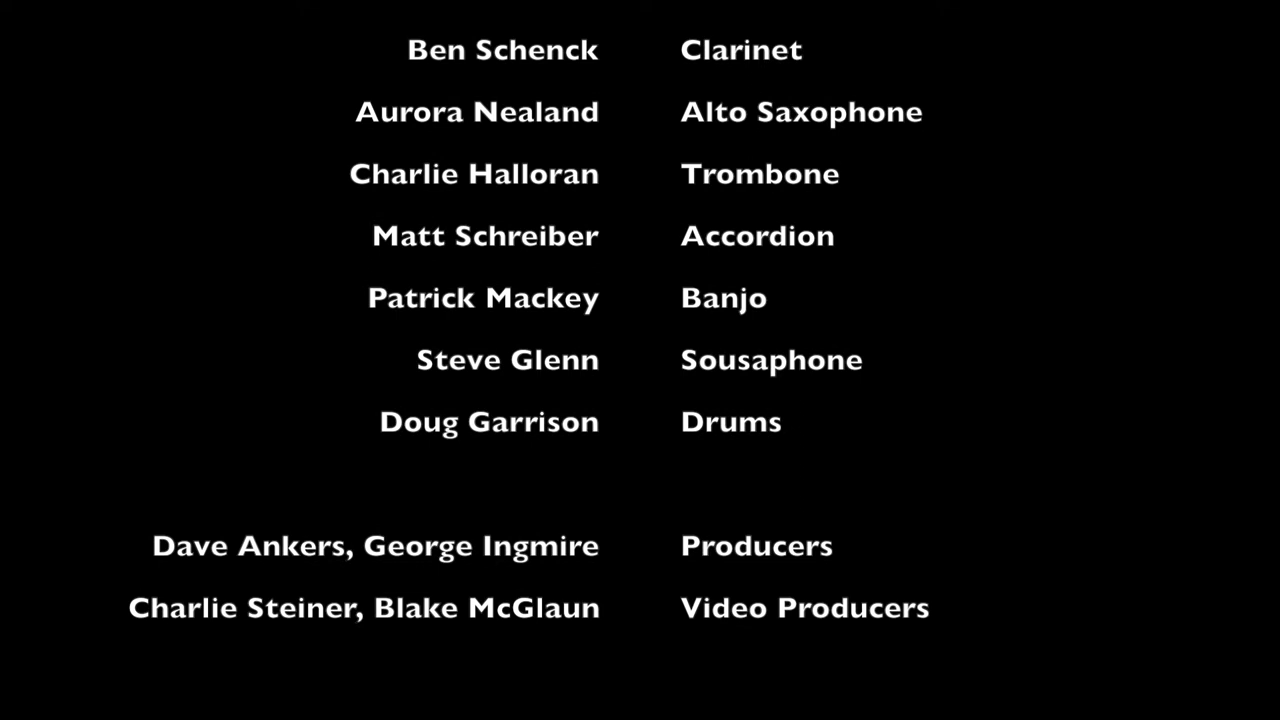 Ben Schenck Clarinet
Aurora Nealand Alto Saxophone
Charlie Halloran Trombone
Matt Schreiber Accordion
Patrick Mackey Banjo
Steve Glenn Sousaphone
Doug Garrison Drums
Dave Ankers, George Ingmire Producers
Charlie Steiner, Blake McGlaun Video Producers